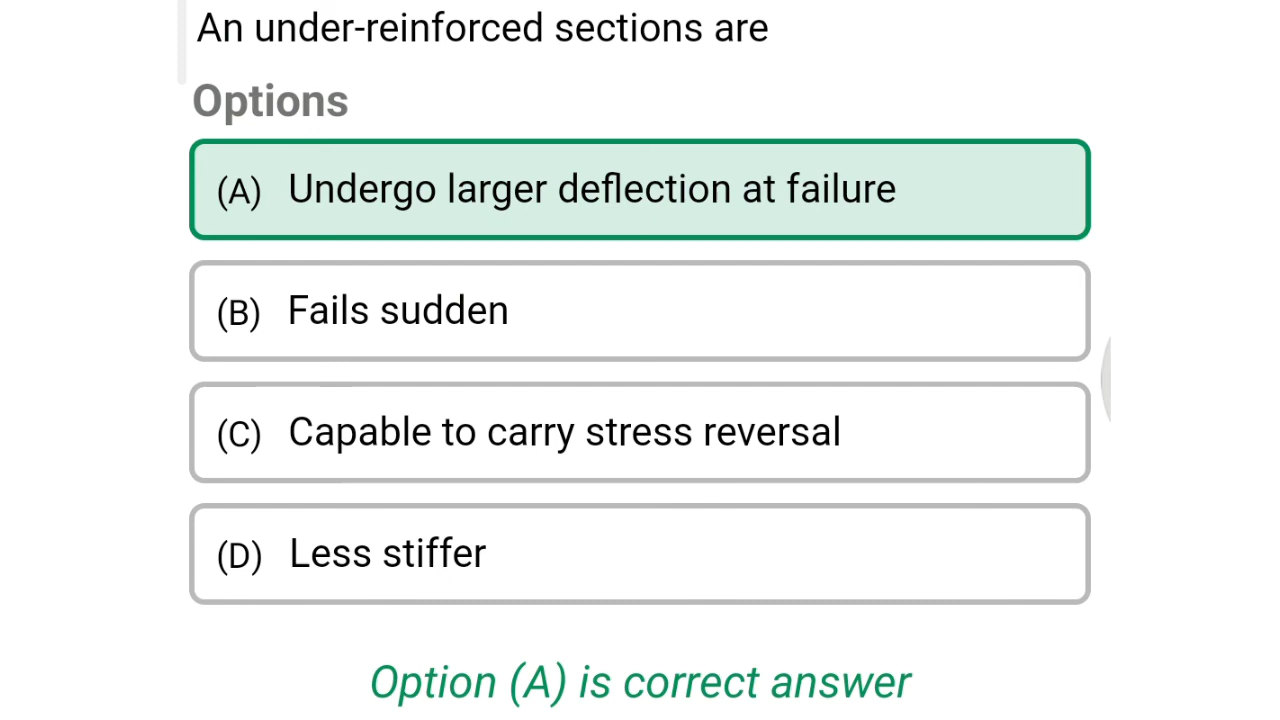 An under-reinforced sections are
Options
(A) Undergo larger deflection at failure
(B) Fails sudden
(C) Capable to carry stress reversal
(D) Less stiffer
Option (A) is correct answer